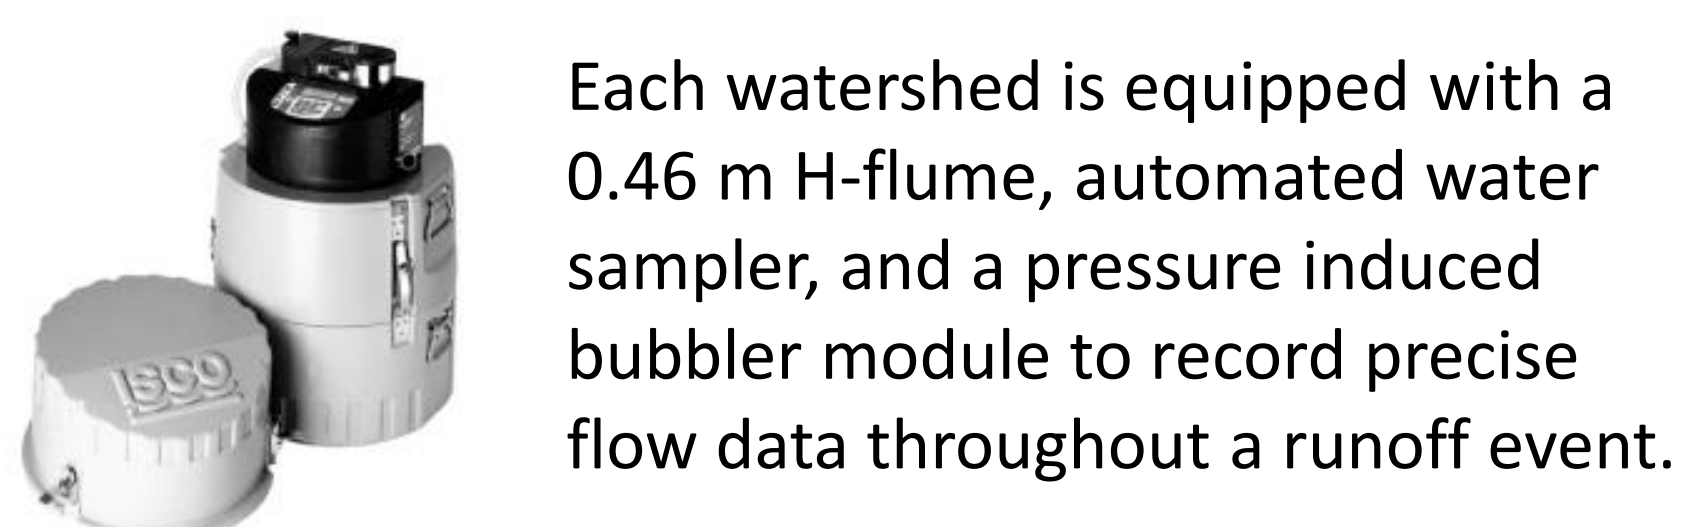 Isco
Each watershed is equipped with a
0.46 m H-flume, automated water
sampler, and a pressure induced
bubbler module to record precise
flow data throughout a runoff event.